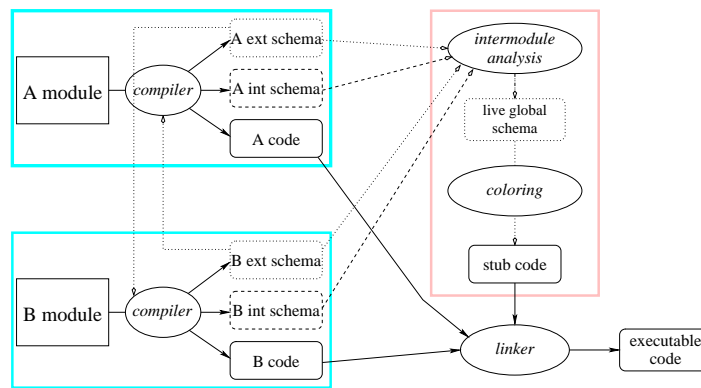 A ext schema
A module
compiler
A int schema
A code
intermodule
analysis
live global
schema
coloring
stub code
B ext schema
B module
compiler
B int schema
B code
linker
executable
code